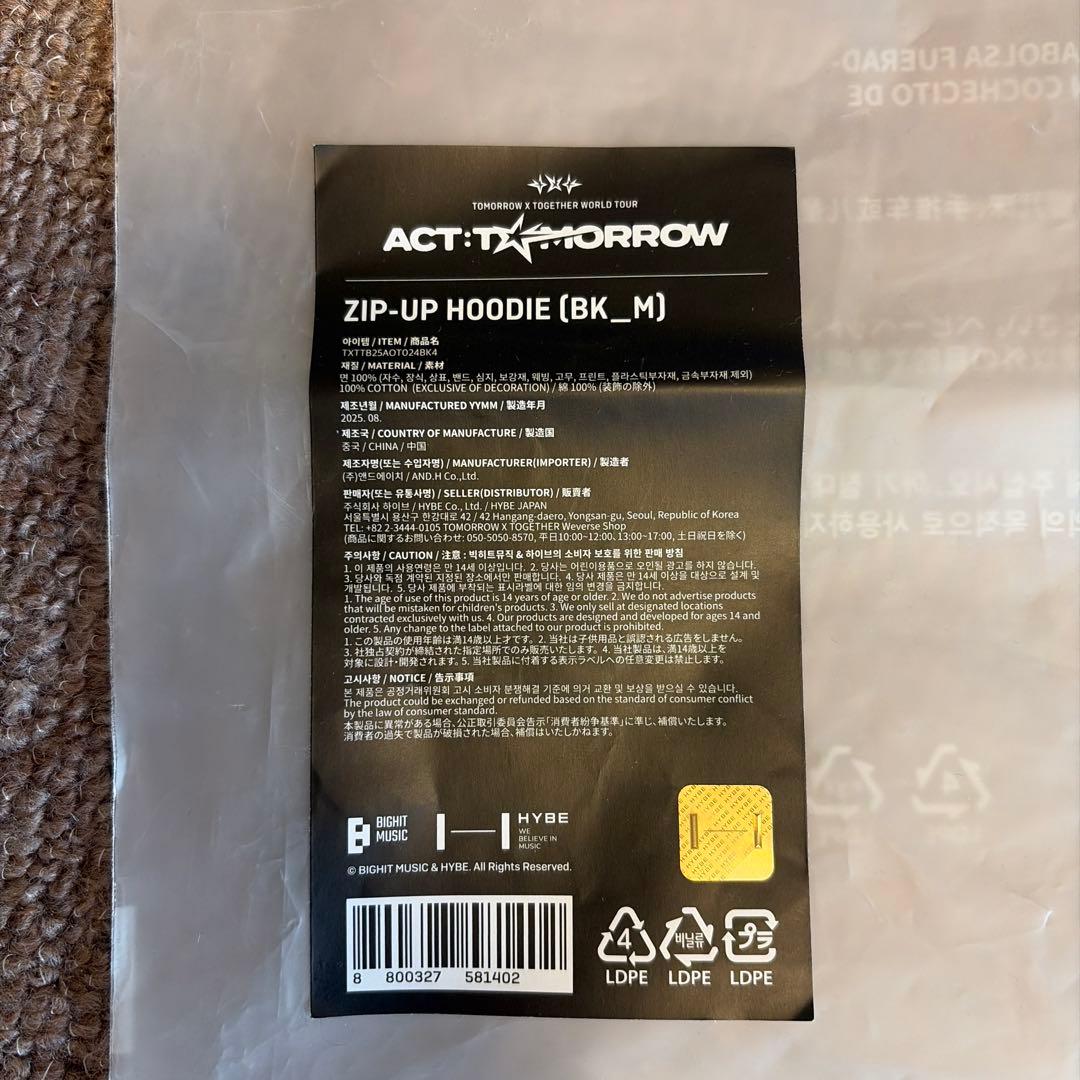 TOMORROW X TOGETHER WORLD TOUR
ACT:TOMORROW
ZIP-UP HOODIE (BK_M)
아이템 / ITEM / 商品名
TXTTB25AOTO24BK4
재질 / MATERIAL / 素材
면 100% (자수, 장식, 상표, 밴드, 심지, 보강재, 웨빙, 고무, 프린트, 플라스틱부자재, 금속부자재 제외)
100% COTTON (EXCLUSIVE OF DECORATION) / 綿 100% (装飾の除外)
제조년월 / MANUFACTURED YYMM / 製造年月
2025. 08.
제조국 / COUNTRY OF MANUFACTURE / 製造国
중국 / CHINA / 中国
제조자명(또는 수입자명) / MANUFACTURER(IMPORTER) / 製造者
(주)앤드에이치 / AND.H Co.,Ltd.
판매자(또는 유통사명) / SELLER(DISTRIBUTOR) / 販賣者
주식회사 하이브 / HYBE Co., Ltd. / HYBE JAPAN
서울특별시 용산구 한강대로 42 / 42 Hangang-daero, Yongsan-gu, Seoul, Republic of Korea
TEL: +82 2-3444-0105 TOMORROW X TOGETHER Weverse Shop
(商品に関するお問い合わせ: 050-5050-8570, 平日10:00~12:00, 13:00~17:00, 土日祝日を除く)
주의사항 / CAUTION / 注意 : 빅히트뮤직 & 하이브의 소비자 보호를 위한 판매 방침
1. 이 제품의 사용연령은 만 14세 이상입니다. 2. 당사는 어린이용품으로 오인될 광고를 하지 않습니다.
3. 당사와 독점 계약된 지정된 장소에서만 판매합니다. 4. 당사 제품은 만 14세 이상을 대상으로 설계 및
개발됩니다. 5. 당사 제품에 부착되는 표시라벨에 대한 임의 변경을 금지합니다.
1. The age of use of this product is 14 years of age or older. 2. We do not advertise products
that will be mistaken for children's products. 3. We only sell at designated locations
contracted exclusively with us. 4. Our products are designed and developed for ages 14 and
older. 5. Any change to the label attached to our product is prohibited.
1. この製品の使用年齢は満14歳以上才です。2. 当社は子供用品と誤認される広告をしません。
3. 社独占契約が締結された指定場所でのみ販売いたします。4. 当社製品は、満14歳以上を
対象に設計・開発されます。5. 当社製品に付着する表示ラベルへの任意変更は禁止します。
고시사항 / NOTICE / 告示事項
본 제품은 공정거래위원회 고시 소비자 분쟁해결 기준에 의거 교환 및 보상을 받으실 수 있습니다.
The product could be exchanged or refunded based on the standard of consumer conflict
by the law of consumer standard.
本製品に異常がある場合、公正取引委員会告示「消費者紛争基準」に準じ、補償いたします。
消費者の過失で製品が破損された場合、補償はいたしかねます。
BIGHIT
MUSIC
HYBE
WE
BELIEVE IN
MUSIC
© BIGHIT MUSIC & HYBE. All Rights Reserved.
8 800327 581402
4
LDPE
비닐류
LDPE
プラ
LDPE